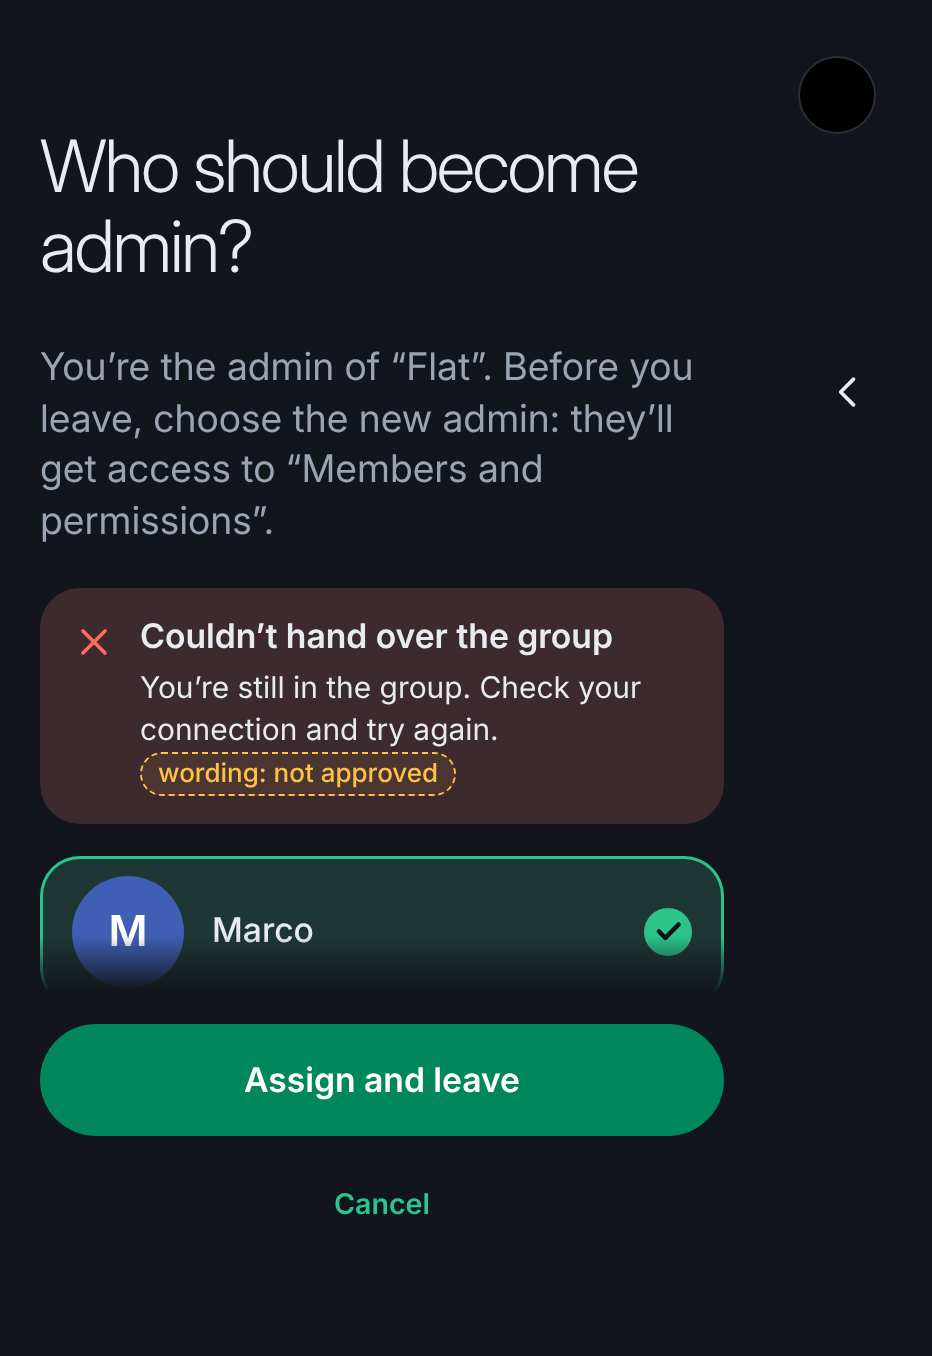 Who should become
admin?
You’re the admin of “Flat”. Before you
leave, choose the new admin: they’ll
get access to “Members and
permissions”.
Couldn’t hand over the group
You’re still in the group. Check your
connection and try again.
wording: not approved
M
Marco
Assign and leave
Cancel